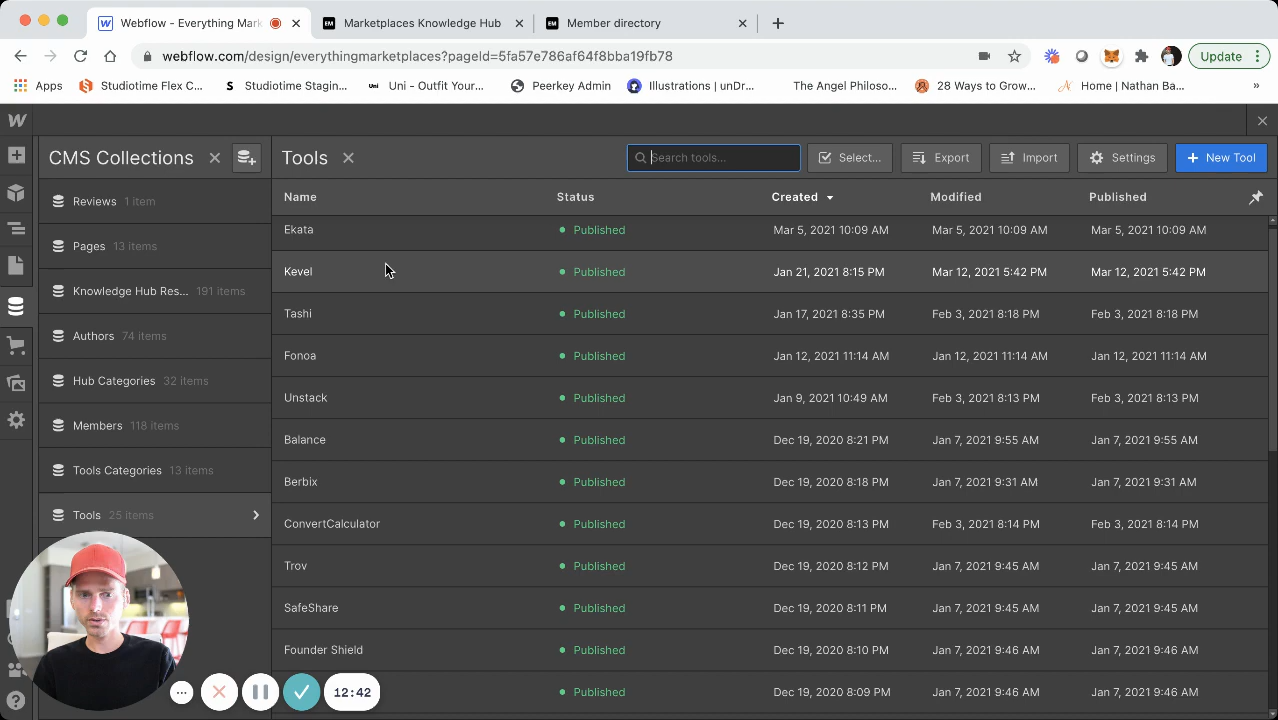 Webflow - Everything Mark
Marketplaces Knowledge Hub
Member directory
webflow.com/design/everythingmarketplaces?pageId=5fa57e786af64f8bba19fb78
Update
Apps
Studiotime Flex C...
Studiotime Stagin...
Uni - Outfit Your...
Peerkey Admin
Illustrations | unDr...
The Angel Philoso...
28 Ways to Grow...
Home | Nathan Ba...
CMS Collections
Tools
Search tools...
Select...
Export
Import
Settings
New Tool
Reviews 1 item
Pages 13 items
Knowledge Hub Res... 191 items
Authors 74 items
Hub Categories 32 items
Members 118 items
Tools Categories 13 items
Tools 25 items
Name Status Created Modified Published
Ekata Published Mar 5, 2021 10:09 AM Mar 5, 2021 10:09 AM Mar 5, 2021 10:09 AM
Kevel Published Jan 21, 2021 8:15 PM Mar 12, 2021 5:42 PM Mar 12, 2021 5:42 PM
Tashi Published Jan 17, 2021 8:35 PM Feb 3, 2021 8:18 PM Feb 3, 2021 8:18 PM
Fonoa Published Jan 12, 2021 11:14 AM Jan 12, 2021 11:14 AM Jan 12, 2021 11:14 AM
Unstack Published Jan 9, 2021 10:49 AM Feb 3, 2021 8:13 PM Feb 3, 2021 8:13 PM
Balance Published Dec 19, 2020 8:21 PM Jan 7, 2021 9:55 AM Jan 7, 2021 9:55 AM
Berbix Published Dec 19, 2020 8:18 PM Jan 7, 2021 9:31 AM Jan 7, 2021 9:31 AM
ConvertCalculator Published Dec 19, 2020 8:13 PM Feb 3, 2021 8:14 PM Feb 3, 2021 8:14 PM
Trov Published Dec 19, 2020 8:12 PM Jan 7, 2021 9:45 AM Jan 7, 2021 9:45 AM
SafeShare Published Dec 19, 2020 8:11 PM Jan 7, 2021 9:45 AM Jan 7, 2021 9:45 AM
Founder Shield Published Dec 19, 2020 8:10 PM Jan 7, 2021 9:46 AM Jan 7, 2021 9:46 AM
Published Dec 19, 2020 8:09 PM Jan 7, 2021 9:46 AM Jan 7, 2021 9:46 AM
12:42